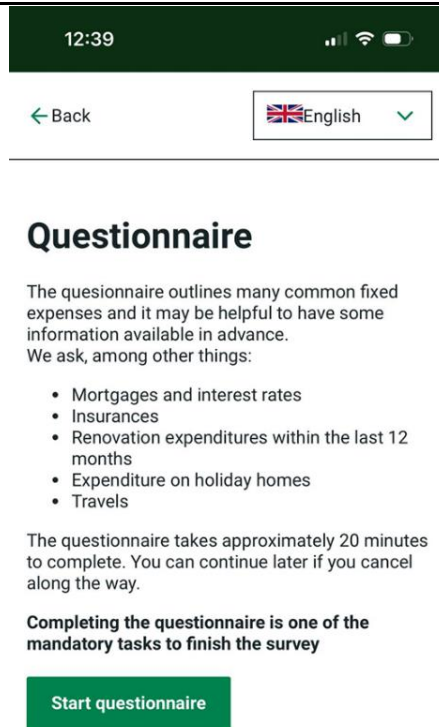 12:39
Back
English
Questionnaire
The quesionnaire outlines many common fixed
expenses and it may be helpful to have some
information available in advance.
We ask, among other things:
• Mortgages and interest rates
• Insurances
• Renovation expenditures within the last 12
months
• Expenditure on holiday homes
• Travels
The questionnaire takes approximately 20 minutes
to complete. You can continue later if you cancel
along the way.
Completing the questionnaire is one of the
mandatory tasks to finish the survey
Start questionnaire